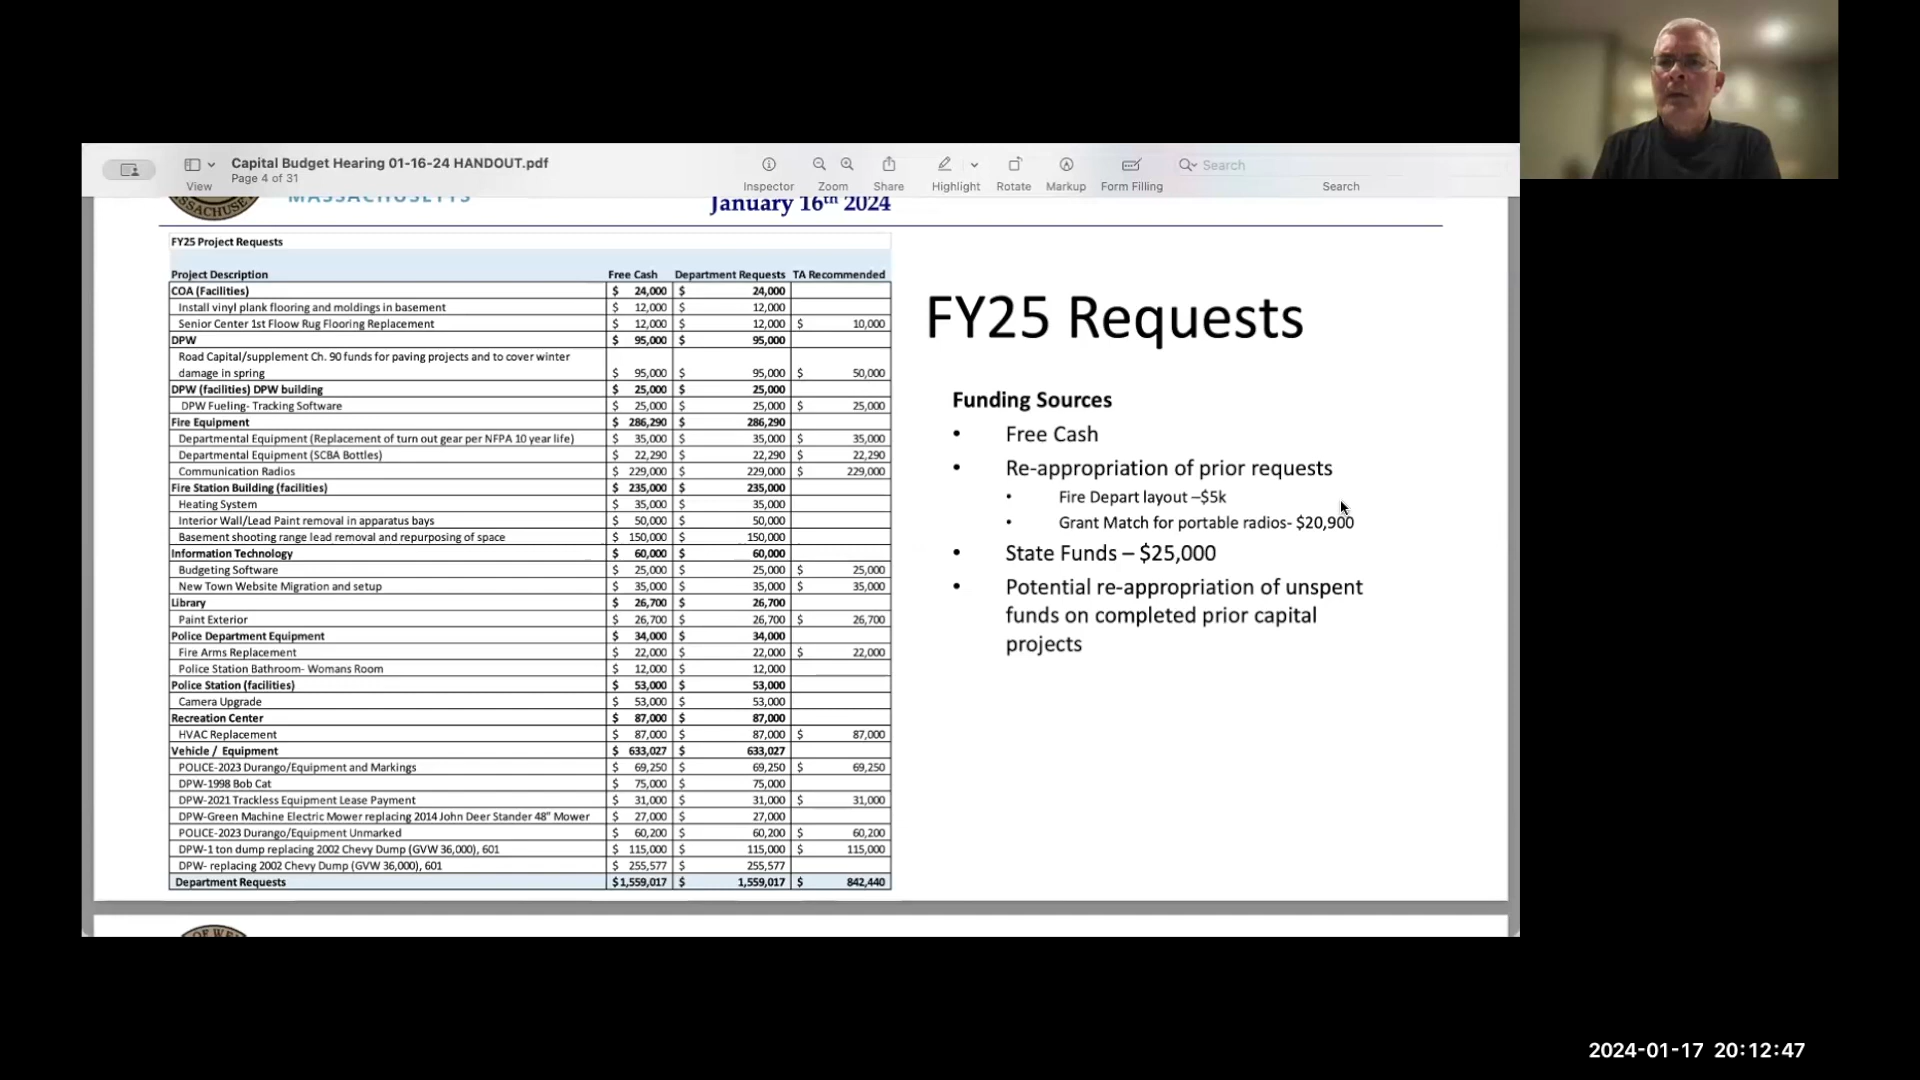 Capital Budget Hearing 01-16-24 HANDOUT.pdf
Page 4 of 31
View
Inspector
Zoom
Share
Highlight
Rotate
Markup
Form Filling
Search
Search
MASSACHUSETTS
January 16th 2024
FY25 Project Requests
Project Description Free Cash Department Requests TA Recommended
COA (Facilities) $ 24,000 $ 24,000
Install vinyl plank flooring and moldings in basement $ 12,000 $ 12,000
Senior Center 1st Floow Rug Flooring Replacement $ 12,000 $ 12,000 $ 10,000
DPW $ 95,000 $ 95,000
Road Capital/supplement Ch. 90 funds for paving projects and to cover winter
damage in spring $ 95,000 $ 95,000 $ 50,000
DPW (facilities) DPW building $ 25,000 $ 25,000
DPW Fueling- Tracking Software $ 25,000 $ 25,000 $ 25,000
Fire Equipment $ 286,290 $ 286,290
Departmental Equipment (Replacement of turn out gear per NFPA 10 year life) $ 35,000 $ 35,000 $ 35,000
Departmental Equipment (SCBA Bottles) $ 22,290 $ 22,290 $ 22,290
Communication Radios $ 229,000 $ 229,000 $ 229,000
Fire Station Building (facilities) $ 235,000 $ 235,000
Heating System $ 35,000 $ 35,000
Interior Wall/Lead Paint removal in apparatus bays $ 50,000 $ 50,000
Basement shooting range lead removal and repurposing of space $ 150,000 $ 150,000
Information Technology $ 60,000 $ 60,000
Budgeting Software $ 25,000 $ 25,000 $ 25,000
New Town Website Migration and setup $ 35,000 $ 35,000 $ 35,000
Library $ 26,700 $ 26,700
Paint Exterior $ 26,700 $ 26,700 $ 26,700
Police Department Equipment $ 34,000 $ 34,000
Fire Arms Replacement $ 22,000 $ 22,000 $ 22,000
Police Station Bathroom- Womans Room $ 12,000 $ 12,000
Police Station (facilities) $ 53,000 $ 53,000
Camera Upgrade $ 53,000 $ 53,000
Recreation Center $ 87,000 $ 87,000
HVAC Replacement $ 87,000 $ 87,000 $ 87,000
Vehicle / Equipment $ 633,027 $ 633,027
POLICE-2023 Durango/Equipment and Markings $ 69,250 $ 69,250 $ 69,250
DPW-1998 Bob Cat $ 75,000 $ 75,000
DPW-2021 Trackless Equipment Lease Payment $ 31,000 $ 31,000 $ 31,000
DPW-Green Machine Electric Mower replacing 2014 John Deer Stander 48" Mower $ 27,000 $ 27,000
POLICE-2023 Durango/Equipment Unmarked $ 60,200 $ 60,200 $ 60,200
DPW-1 ton dump replacing 2002 Chevy Dump (GVW 36,000), 601 $ 115,000 $ 115,000 $ 115,000
DPW- replacing 2002 Chevy Dump (GVW 36,000), 601 $ 255,577 $ 255,577
Department Requests $1,559,017 $ 1,559,017 $ 842,440
FY25 Requests
Funding Sources
• Free Cash
• Re-appropriation of prior requests
• Fire Depart layout –$5k
• Grant Match for portable radios- $20,900
• State Funds – $25,000
• Potential re-appropriation of unspent
funds on completed prior capital
projects
2024-01-17 20:12:47